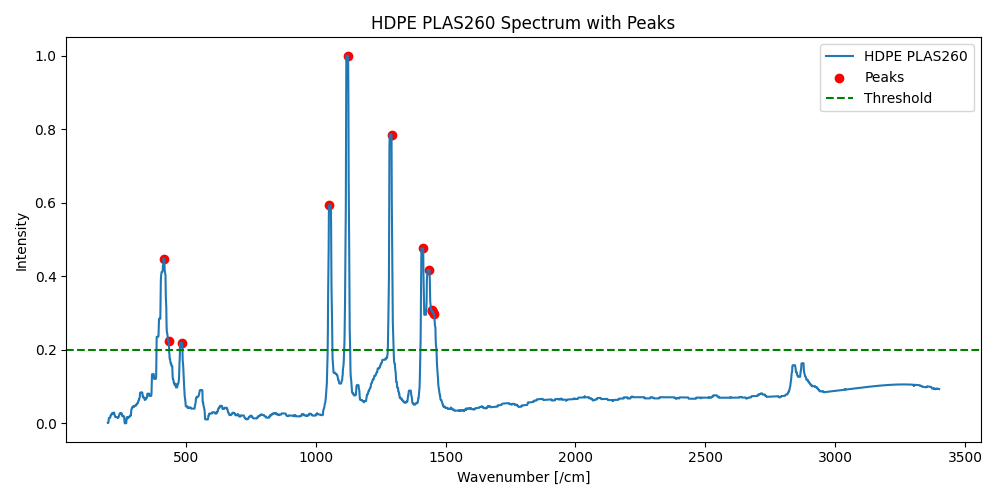 HDPE PLAS260 Spectrum with Peaks
HDPE PLAS260
Peaks
Threshold
Intensity
1.0
0.8
0.6
0.4
0.2
0.0
500
1000
1500
2000
2500
3000
3500
Wavenumber [/cm]